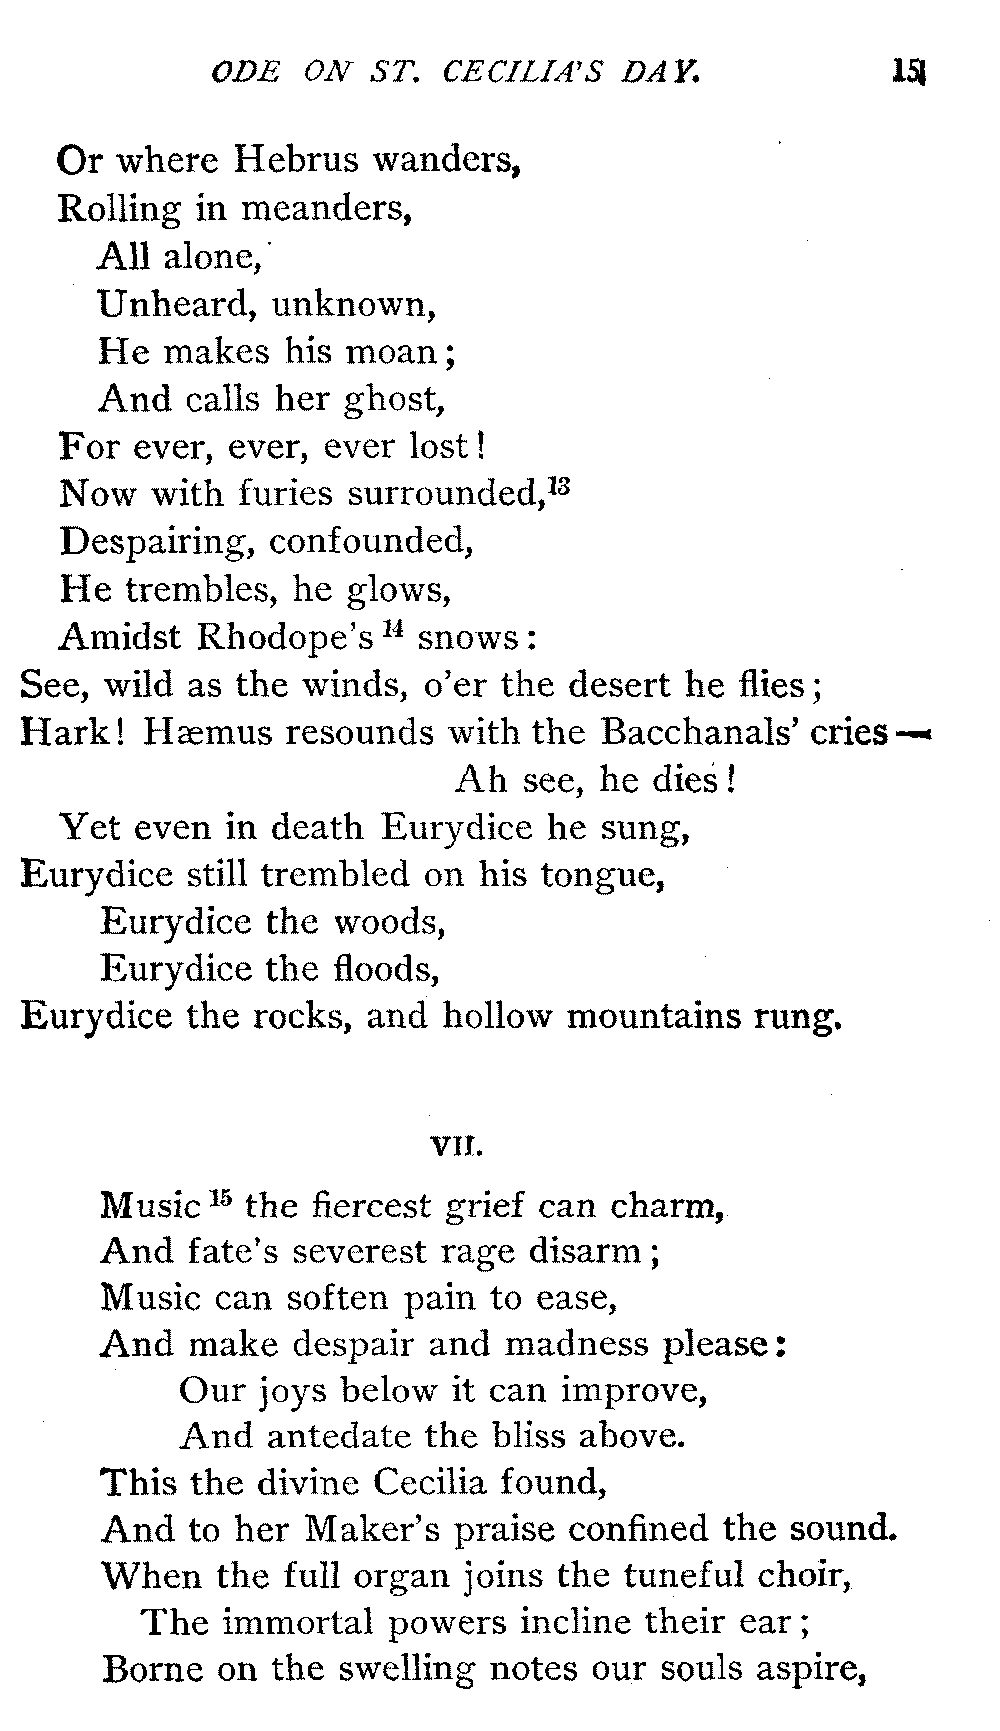 ODE ON ST. CECILIA'S DAY. 151
Or where Hebrus wanders,
Rolling in meanders,
All alone,
Unheard, unknown,
He makes his moan;
And calls her ghost,
For ever, ever, ever lost!
Now with furies surrounded,¹³
Despairing, confounded,
He trembles, he glows,
Amidst Rhodope's ¹⁴ snows:
See, wild as the winds, o'er the desert he flies;
Hark! Hæmus resounds with the Bacchanals' cries—
Ah see, he dies!
Yet even in death Eurydice he sung,
Eurydice still trembled on his tongue,
Eurydice the woods,
Eurydice the floods,
Eurydice the rocks, and hollow mountains rung.
VII.
Music ¹⁵ the fiercest grief can charm,
And fate's severest rage disarm;
Music can soften pain to ease,
And make despair and madness please:
Our joys below it can improve,
And antedate the bliss above.
This the divine Cecilia found,
And to her Maker's praise confined the sound.
When the full organ joins the tuneful choir,
The immortal powers incline their ear;
Borne on the swelling notes our souls aspire,